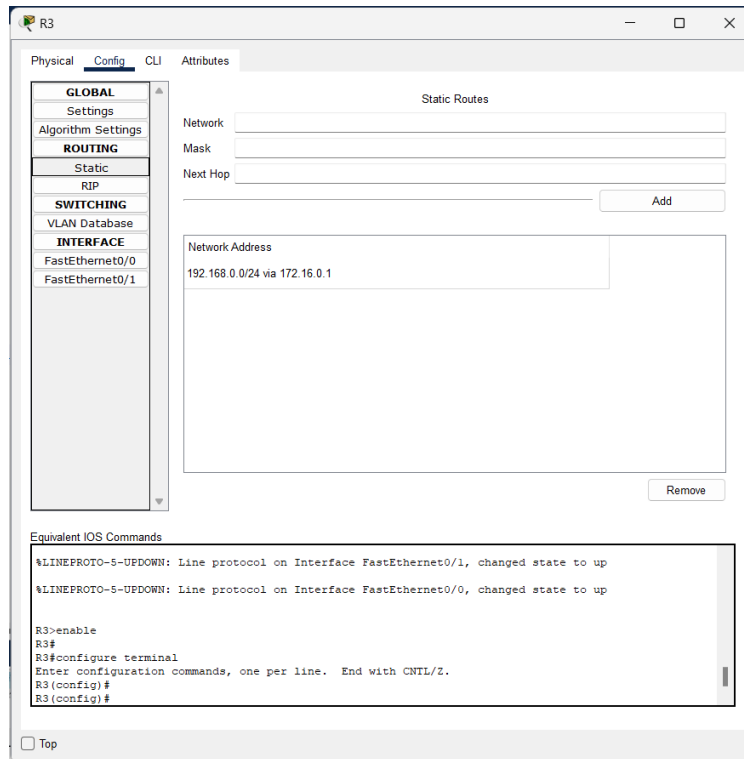 R3
Physical Config CLI Attributes
GLOBAL
Settings
Algorithm Settings
ROUTING
Static
RIP
SWITCHING
VLAN Database
INTERFACE
FastEthernet0/0
FastEthernet0/1
Static Routes
Network
Mask
Next Hop
Add
Network Address
192.168.0.0/24 via 172.16.0.1
Remove
Equivalent IOS Commands
%LINEPROTO-5-UPDOWN: Line protocol on Interface FastEthernet0/1, changed state to up
%LINEPROTO-5-UPDOWN: Line protocol on Interface FastEthernet0/0, changed state to up
R3>enable
R3#
R3#configure terminal
Enter configuration commands, one per line.  End with CNTL/Z.
R3(config)#
R3(config)#
Top